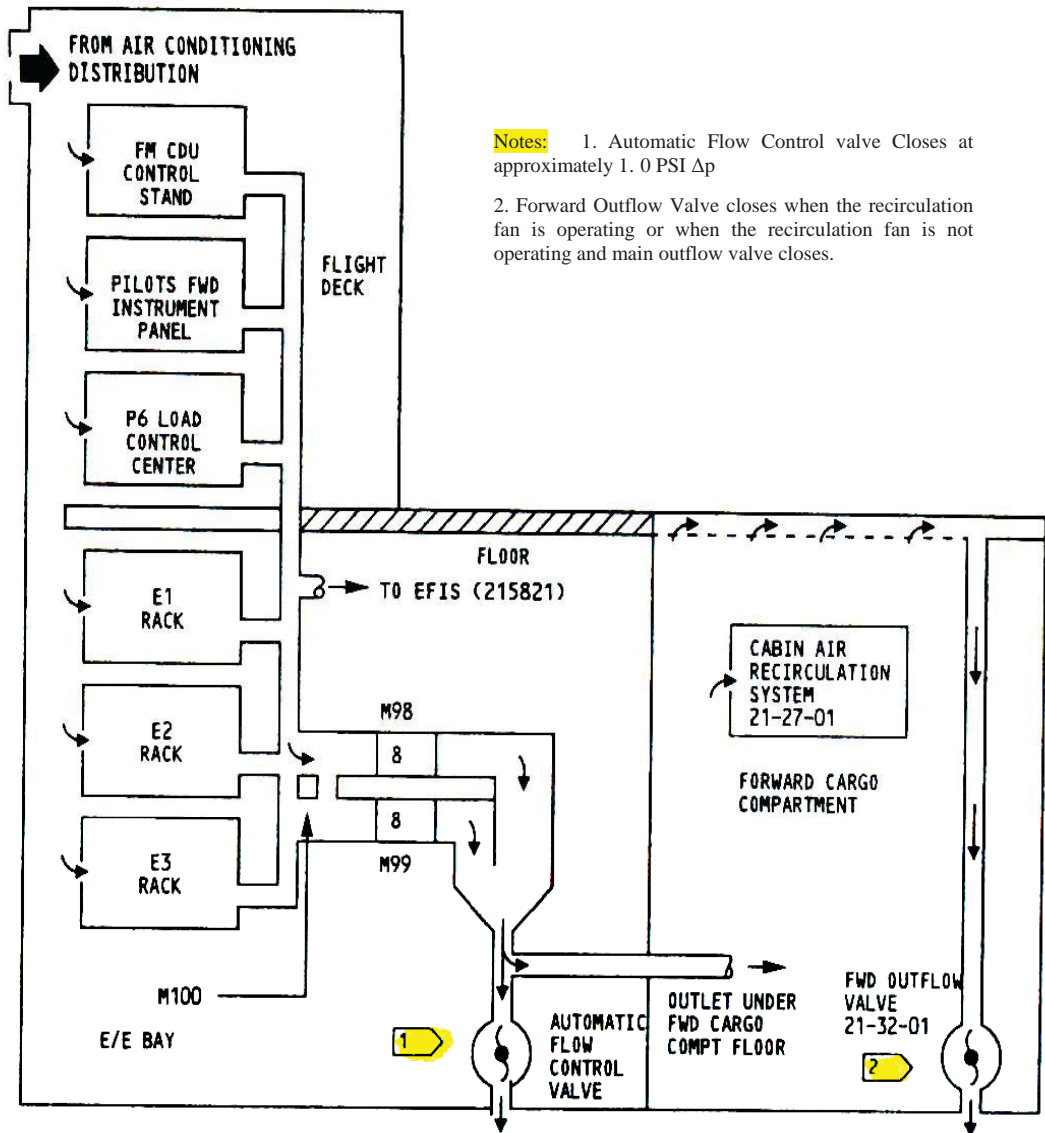 FROM AIR CONDITIONING
DISTRIBUTION
FM CDU
CONTROL
STAND
Notes: 1. Automatic Flow Control valve Closes at
approximately 1. 0 PSI Δp
2. Forward Outflow Valve closes when the recirculation
fan is operating or when the recirculation fan is not
operating and main outflow valve closes.
FLIGHT
DECK
PILOTS FWD
INSTRUMENT
PANEL
P6 LOAD
CONTROL
CENTER
FLOOR
TO EFIS (215821)
E1
RACK
CABIN AIR
RECIRCULATION
SYSTEM
21-27-01
E2
RACK
M98
8
FORWARD CARGO
COMPARTMENT
8
M99
E3
RACK
M100
E/E BAY
1
AUTOMATIC
FLOW
CONTROL
VALVE
OUTLET UNDER
FWD CARGO
COMPT FLOOR
FWD OUTFLOW
VALVE
21-32-01
2